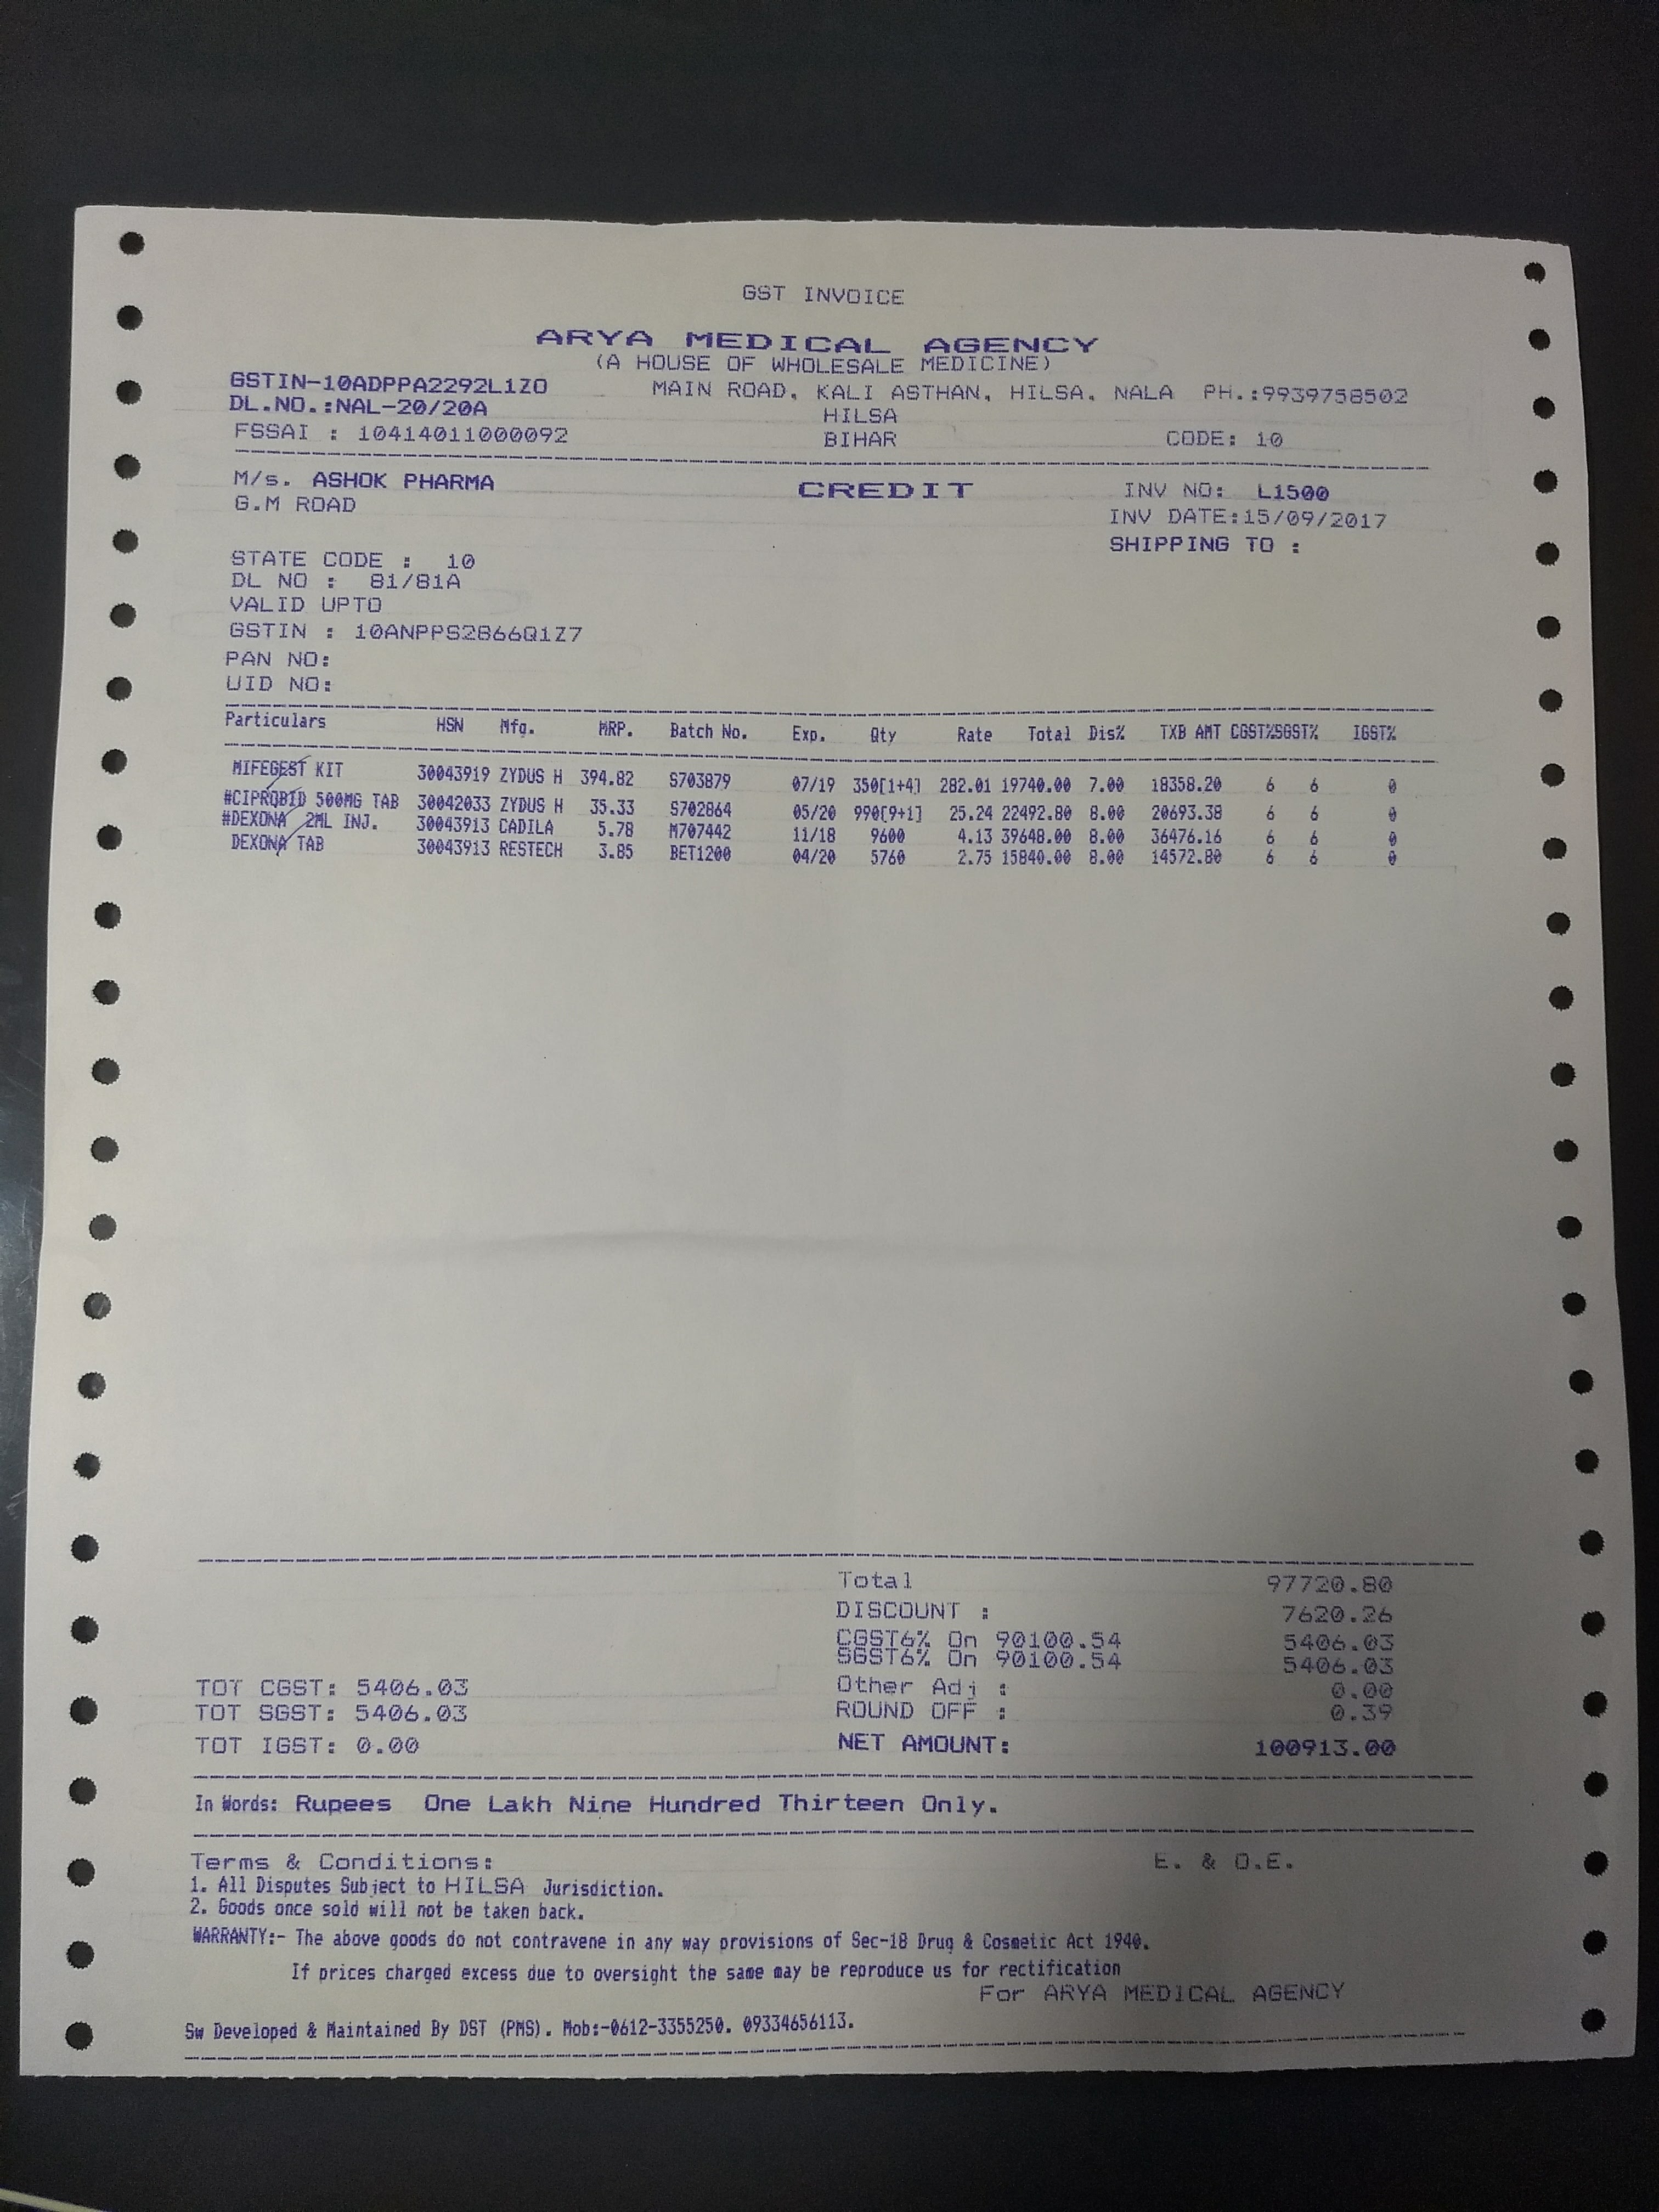 GST INVOICE
ARYA MEDICAL AGENCY
(A HOUSE OF WHOLESALE MEDICINE)
GSTIN-10ADPPA2292L1ZO MAIN ROAD, KALI ASTHAN, HILSA, NALA PH.:9939758502
DL.NO.:NAL-20/20A HILSA
FSSAI : 10414011000092 BIHAR CODE: 10
M/s. ASHOK PHARMA CREDIT INV NO: L1500
G.M ROAD INV DATE:15/09/2017
SHIPPING TO :
STATE CODE : 10
DL NO : 81/81A
VALID UPTO
GSTIN : 10ANPPS2866Q1Z7
PAN NO:
UID NO:
Particulars HSN Mfg. MRP. Batch No. Exp. Qty Rate Total Dis% TXB AMT CGST%SGST% IGST%
MIFEGEST KIT 30043919 ZYDUS H 394.82 S703879 07/19 350[1+4] 282.01 19740.00 7.00 18358.20 6 6 0
#CIPROBID 500MG TAB 30042033 ZYDUS H 35.33 S702864 05/20 990[9+1] 25.24 22492.80 8.00 20693.38 6 6 0
#DEXONA 2ML INJ. 30043913 CADILA 5.78 M707442 11/18 9600 4.13 39648.00 8.00 36476.16 6 6 0
DEXONA TAB 30043913 RESTECH 3.85 BET1200 04/20 5760 2.75 15840.00 8.00 14572.80 6 6 0
Total 97720.80
DISCOUNT : 7620.26
CGST6% On 90100.54 5406.03
SGST6% On 90100.54 5406.03
TOT CGST: 5406.03 Other Adj : 0.00
TOT SGST: 5406.03 ROUND OFF : 0.39
TOT IGST: 0.00 NET AMOUNT: 100913.00
In Words: Rupees One Lakh Nine Hundred Thirteen Only.
Terms & Conditions: E. & O.E.
1. All Disputes Subject to HILSA Jurisdiction.
2. Goods once sold will not be taken back.
WARRANTY:- The above goods do not contravene in any way provisions of Sec-18 Drug & Cosmetic Act 1940.
If prices charged excess due to oversight the same may be reproduce us for rectification
For ARYA MEDICAL AGENCY
Sw Developed & Maintained By DST (PMS). Mob:-0612-3355250. 09334656113.